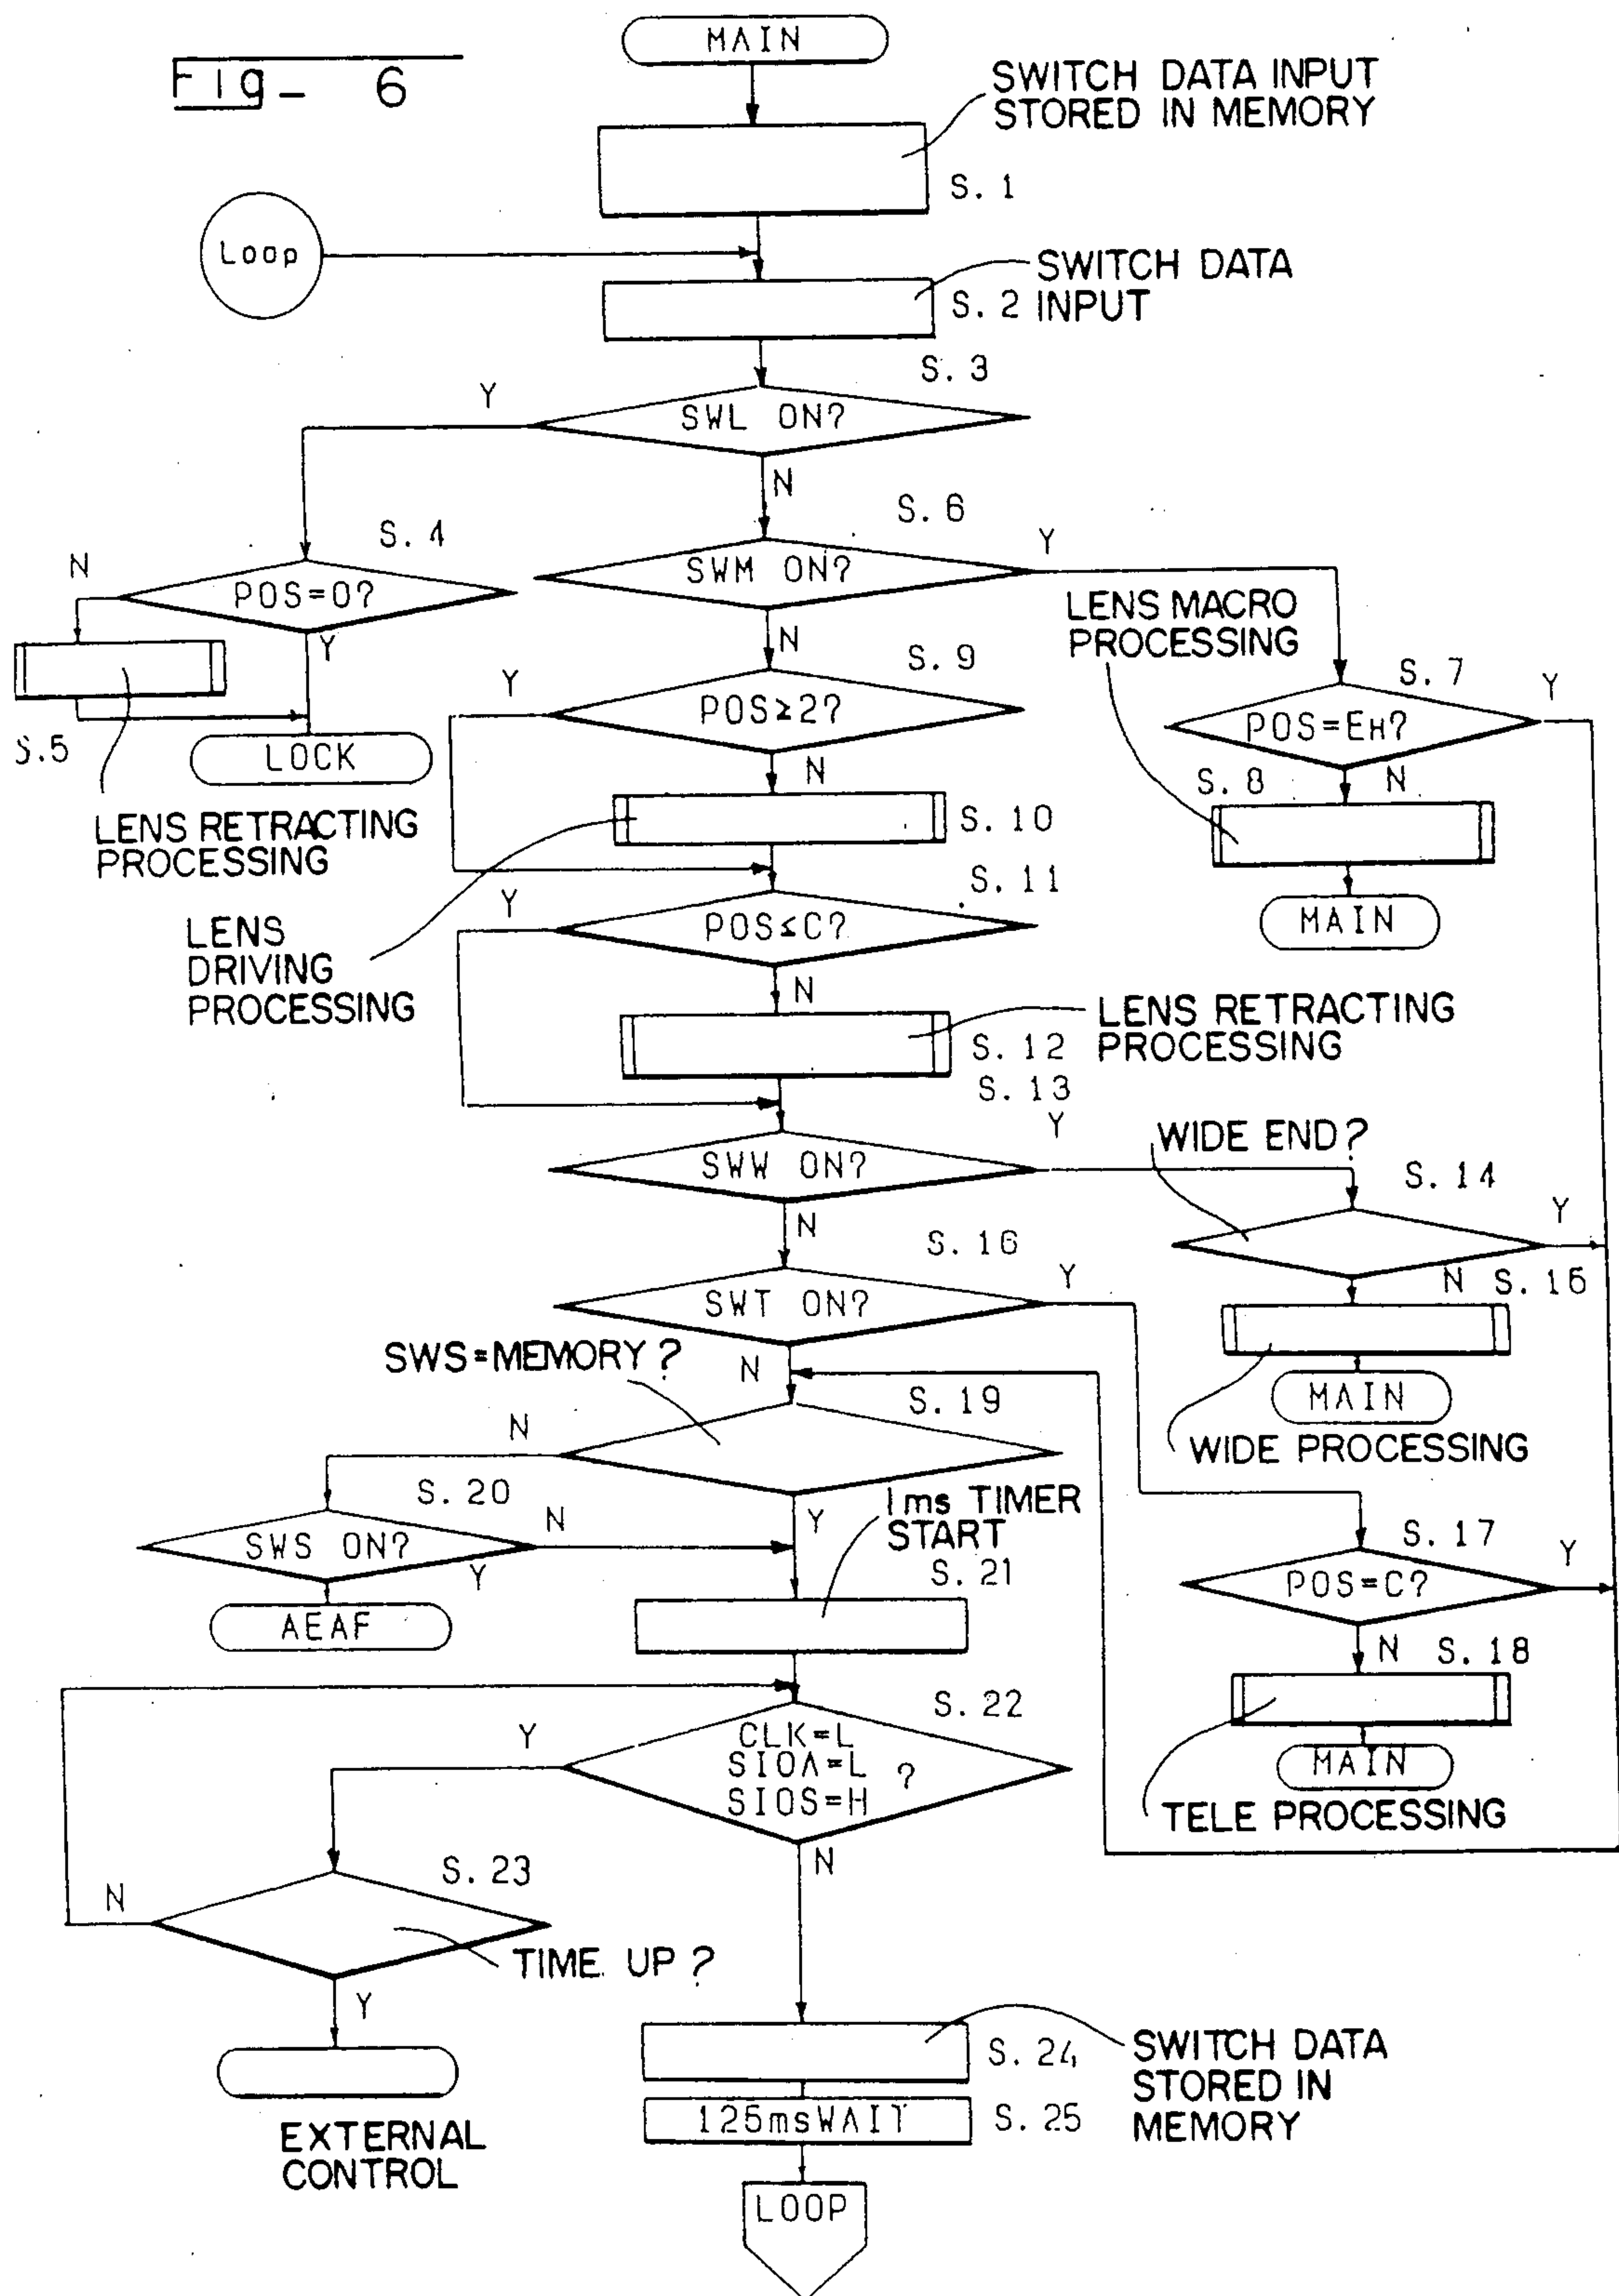 Fig_ 6
MAIN
SWITCH DATA INPUT
STORED IN MEMORY
S. 1
Loop
SWITCH DATA
INPUT
S. 2
S. 3
Y
SWL ON?
N
S. 4
S. 6
Y
N
POS=0?
SWM ON?
Y
N
LENS MACRO
PROCESSING
S. 9
S. 7
Y
Y
POS≥2?
POS=EH?
S.5
LOCK
N
S. 8
N
LENS RETRACTING
PROCESSING
S. 10
S. 11
Y
MAIN
POS≤C?
LENS
DRIVING
PROCESSING
N
LENS RETRACTING
PROCESSING
S. 12
S. 13
Y
WIDE END?
SWW ON?
S. 14
Y
N
S. 16
Y
N
S. 15
SWT ON?
SWS=MEMORY?
N
S. 19
MAIN
N
WIDE PROCESSING
S. 20
1ms TIMER
START
Y
N
SWS ON?
Y
S. 21
S. 17
Y
POS=C?
AEAF
N
S. 18
S. 22
Y
CLK=L
SIOA=L
?
SIOS=H
MAIN
TELE PROCESSING
N
S. 23
N
TIME. UP?
Y
S. 24
SWITCH DATA
STORED IN
MEMORY
125msWAIT
S. 25
EXTERNAL
CONTROL
LOOP